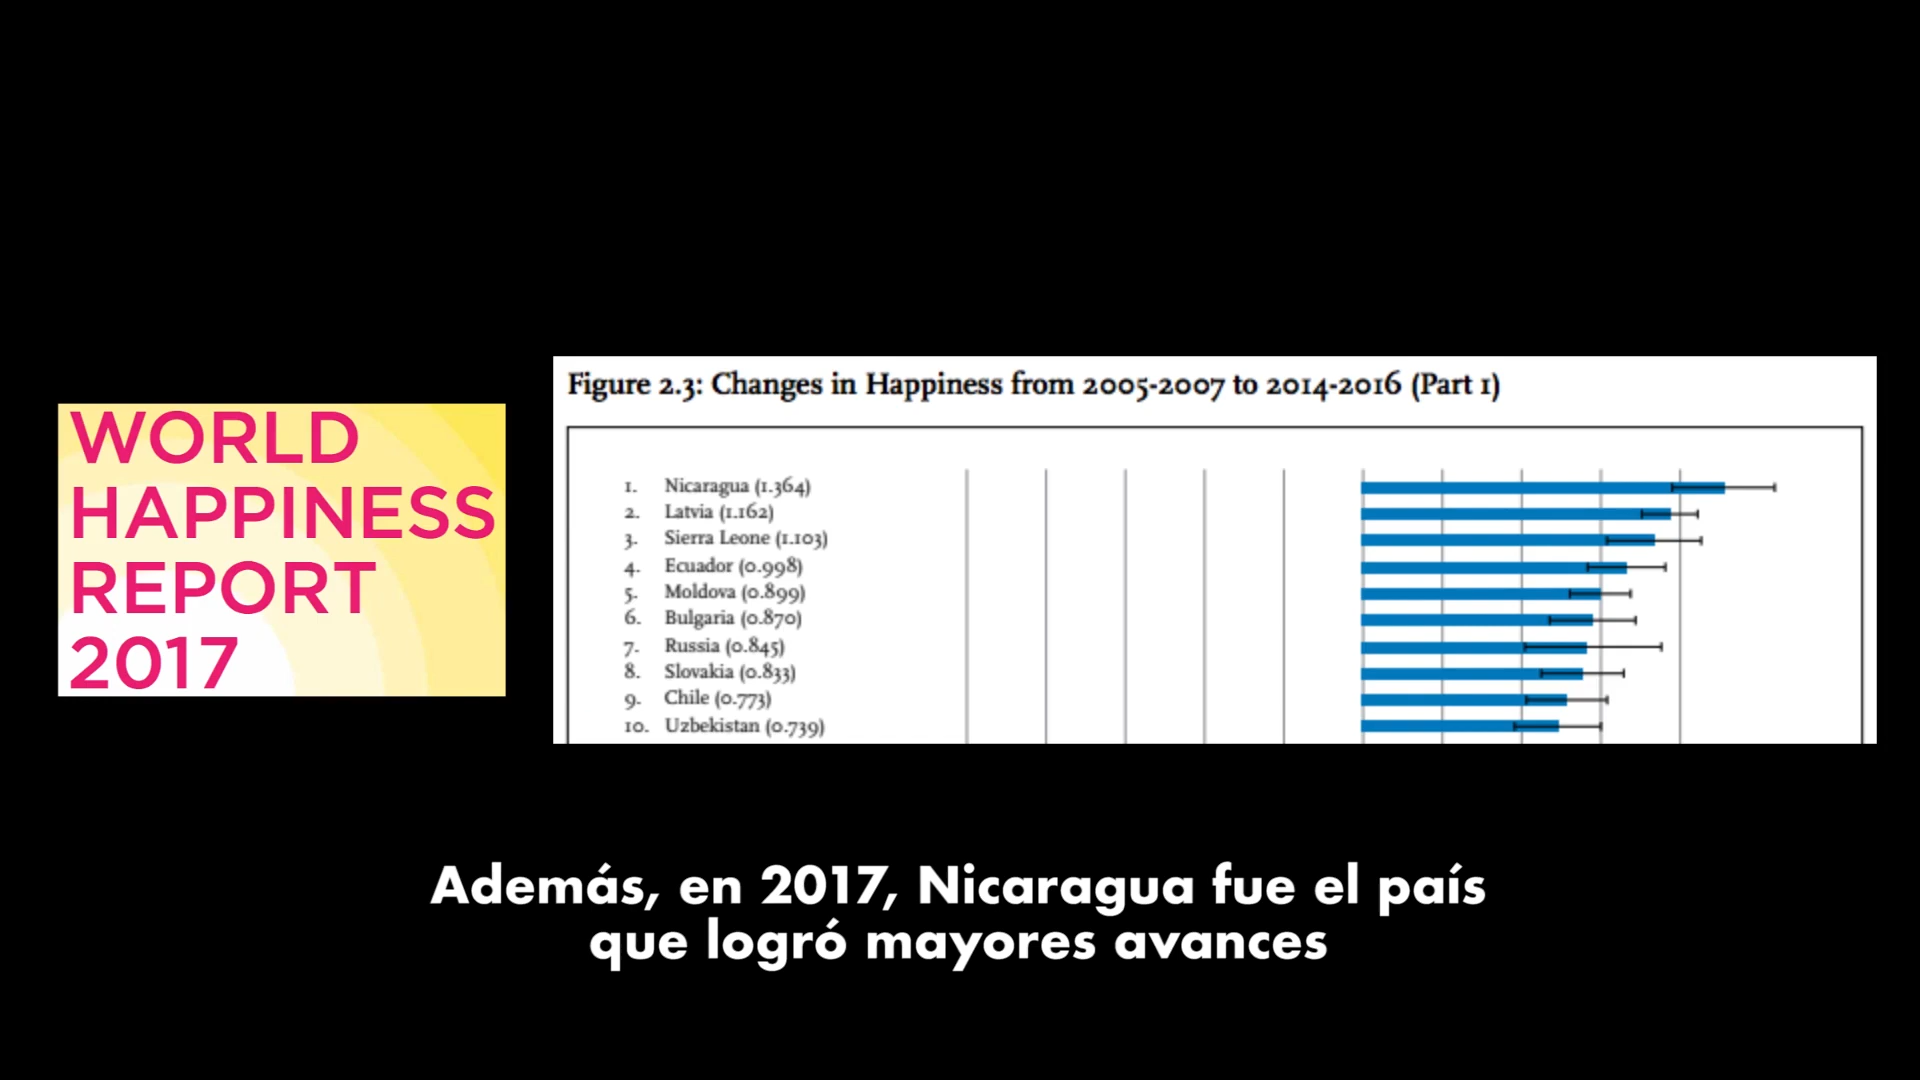 WORLD
HAPPINESS
REPORT
2017
Figure 2.3: Changes in Happiness from 2005-2007 to 2014-2016 (Part 1)
1. Nicaragua (1.364)
2. Latvia (1.162)
3. Sierra Leone (1.103)
4. Ecuador (0.998)
5. Moldova (0.899)
6. Bulgaria (0.870)
7. Russia (0.845)
8. Slovakia (0.833)
9. Chile (0.773)
10. Uzbekistan (0.739)
Además, en 2017, Nicaragua fue el país
que logró mayores avances